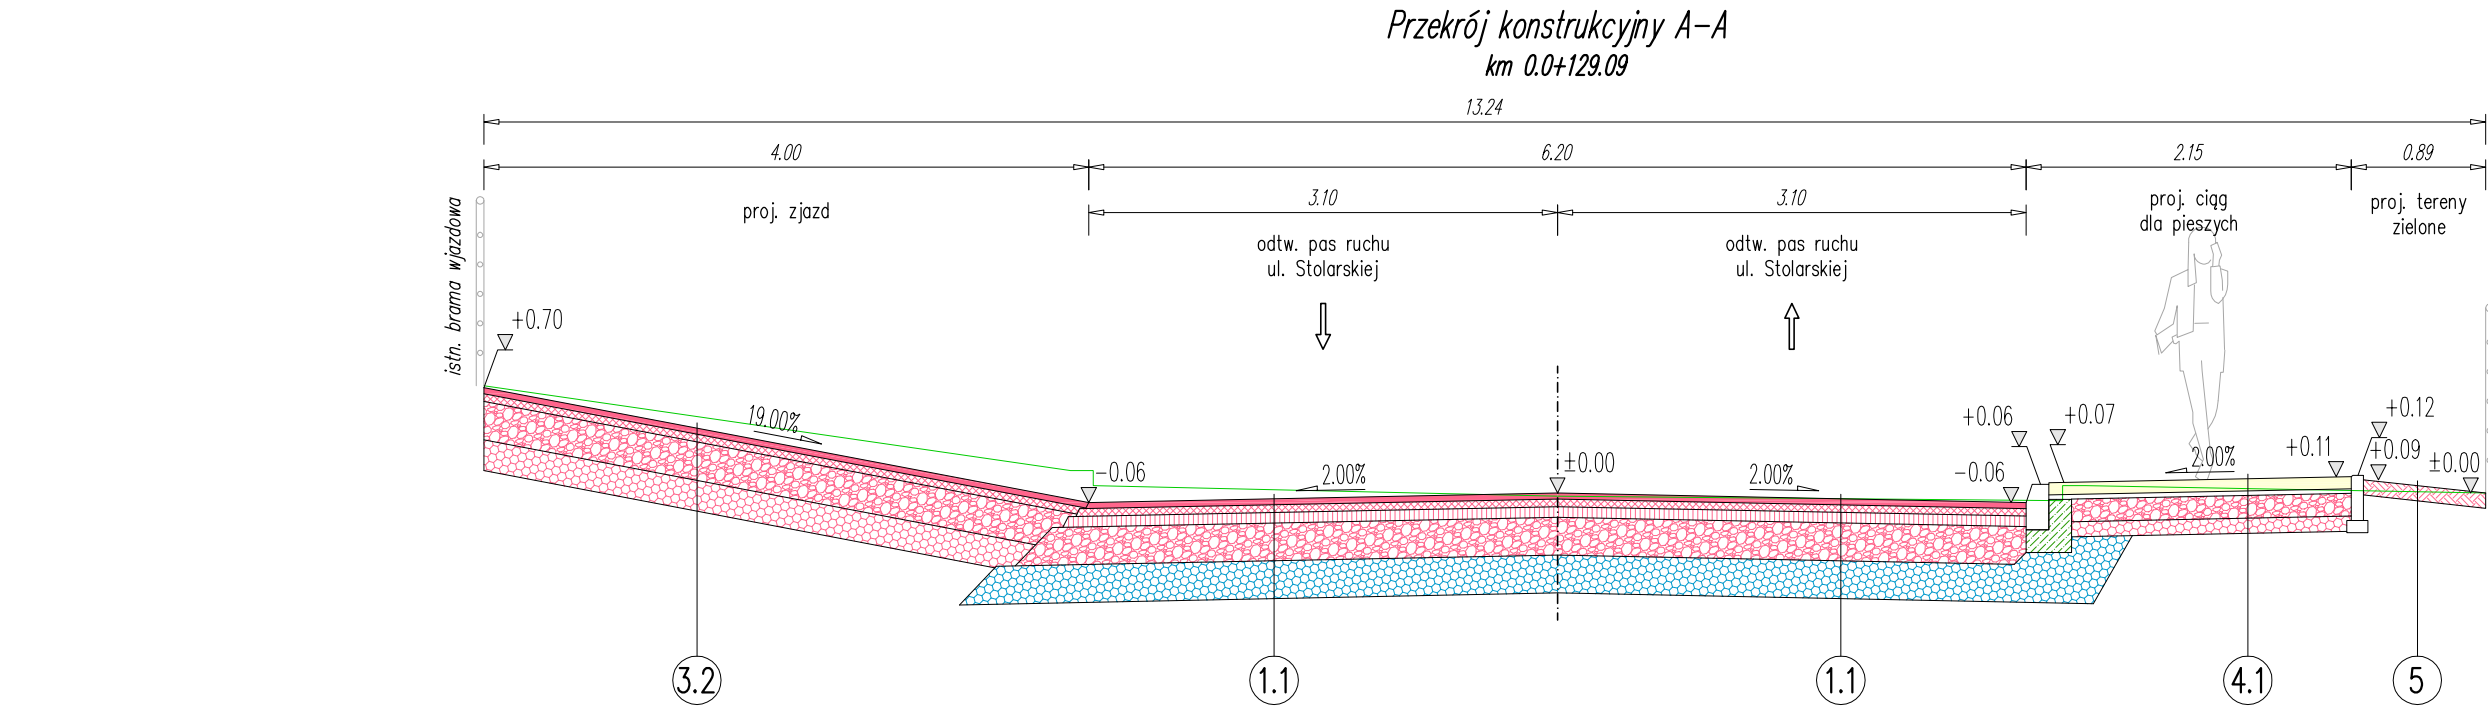 Przekrój konstrukcyjny A-A
km 0.0+129.09
13.24
4.00
6.20
2.15
0.89
3.10
3.10
istn. brama wjazdowa
proj. zjazd
odtw. pas ruchu
ul. Stolarskiej
odtw. pas ruchu
ul. Stolarskiej
proj. ciąg
dla pieszych
proj. tereny
zielone
+0.70
19.00%
-0.06
2.00%
±0.00
2.00%
-0.06
+0.06
+0.07
2.00%
+0.11
+0.12
+0.09
±0.00
3.2
1.1
1.1
4.1
5